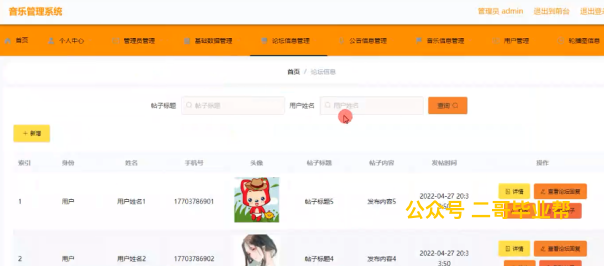 音乐管理系统
管理员 admin 退出到前台 退出登录
首页 个人中心 管理员管理 基础数据管理 论坛信息管理 公告信息管理 音乐信息管理 用户管理 轮播图信息
首页 / 论坛信息
帖子标题 帖子标题 用户姓名 用户姓名 查询
+ 新增
索引 身份 姓名 手机号 头像 帖子标题 帖子内容 发帖时间 操作
1 用户 用户姓名1 17703786901 帖子标题5 发布内容5 2022-04-27 20:3 详情 查看论坛回复
公众号 二哥毕业帮
2 用户 用户姓名2 17703786902 帖子标题4 发布内容4 2022-04-27 20:3
3:50 详情 查看论坛回复